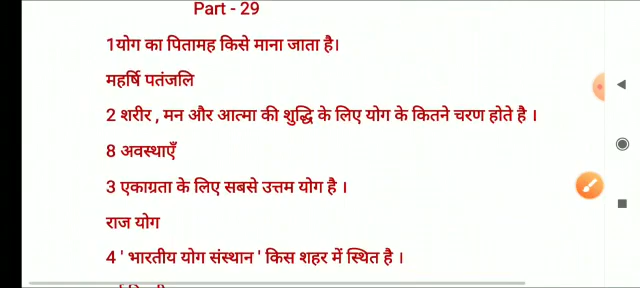 Part - 29
1योग का पितामह किसे माना जाता है।
महर्षि पतंजलि
2 शरीर , मन और आत्मा की शुद्धि के लिए योग के कितने चरण होते है ।
8 अवस्थाएँ
3 एकाग्रता के लिए सबसे उत्तम योग है ।
राज योग
4 ' भारतीय योग संस्थान ' किस शहर में स्थित है ।